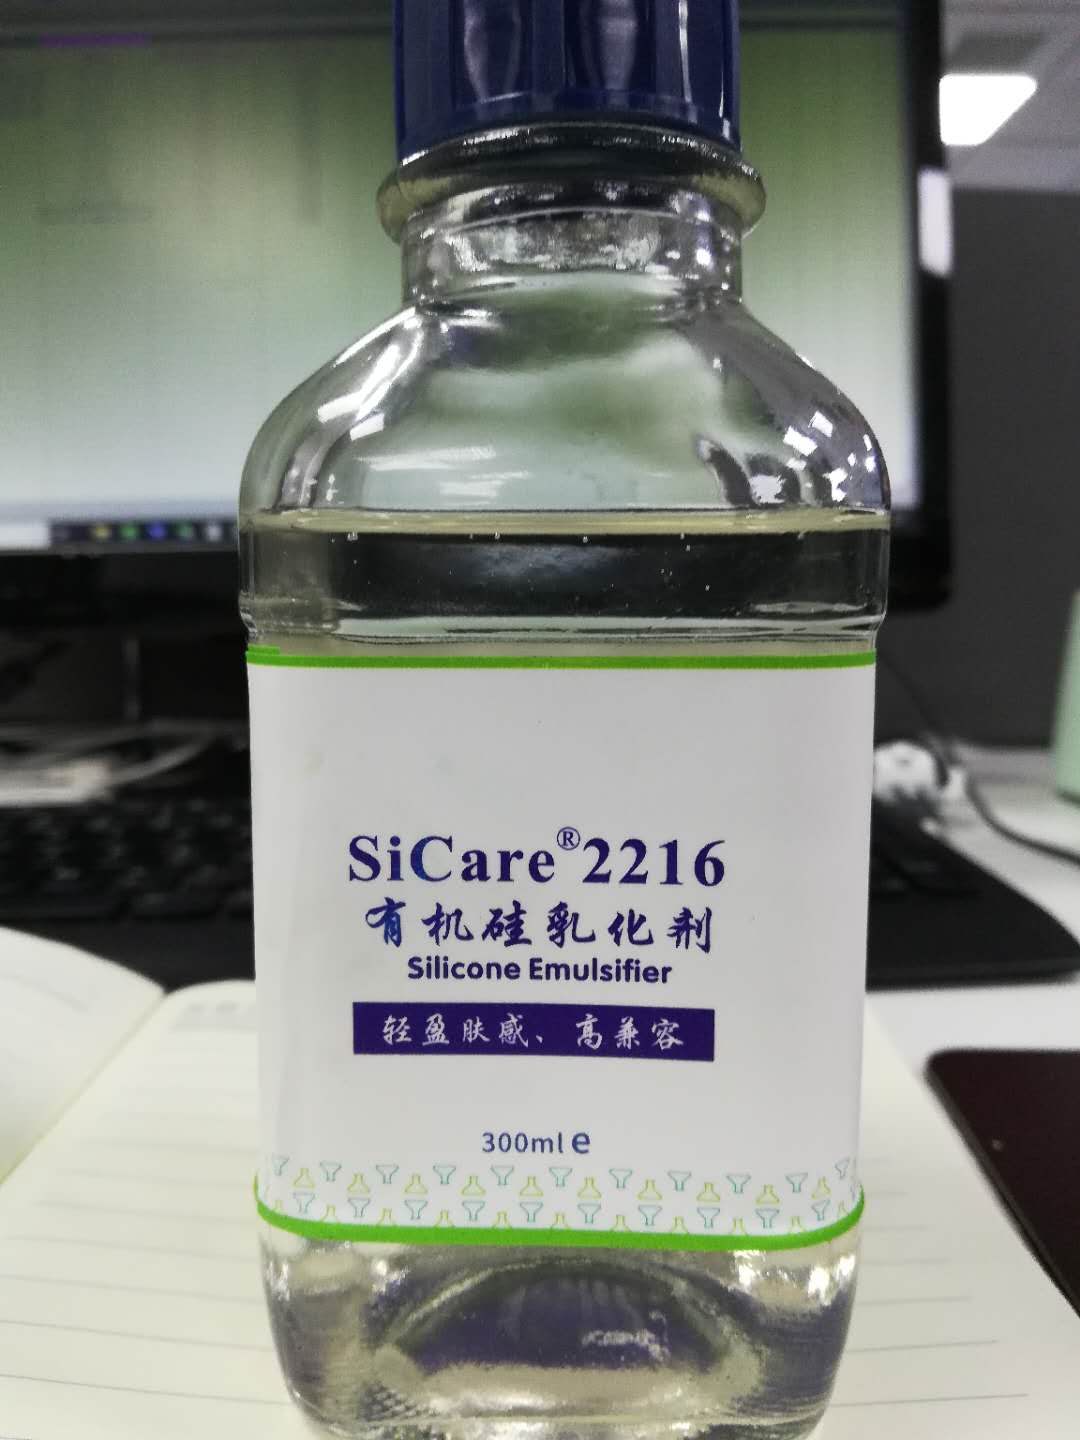 SiCare®2216
有机硅乳化剂
Silicone Emulsifier
轻盈肤感、高兼容
300ml e